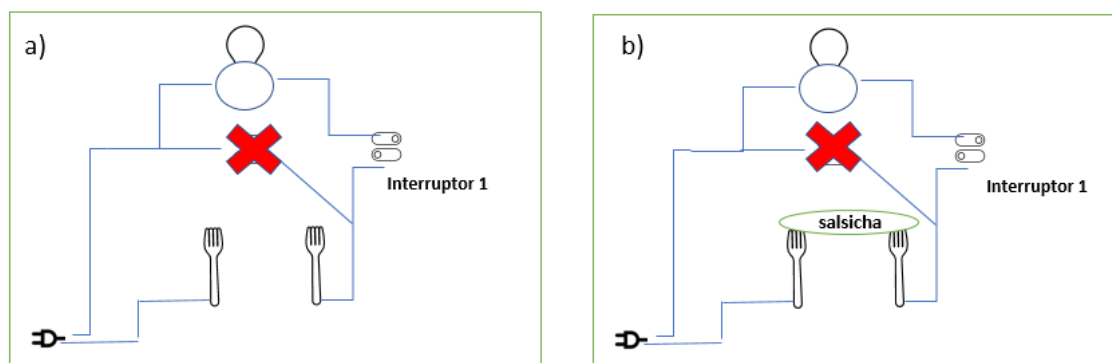 a)
Interruptor 1
b)
Interruptor 1
salsicha